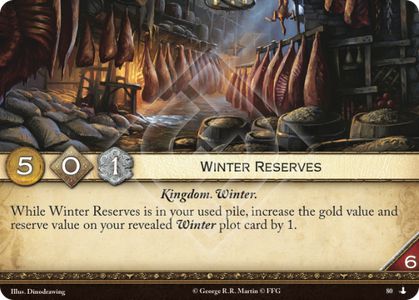 5 0 1 WINTER RESERVES
Kingdom. Winter.
While Winter Reserves is in your used pile, increase the gold value and
reserve value on your revealed Winter plot card by 1.
6
Illus. Dinodrawing © George R.R. Martin © FFG 80